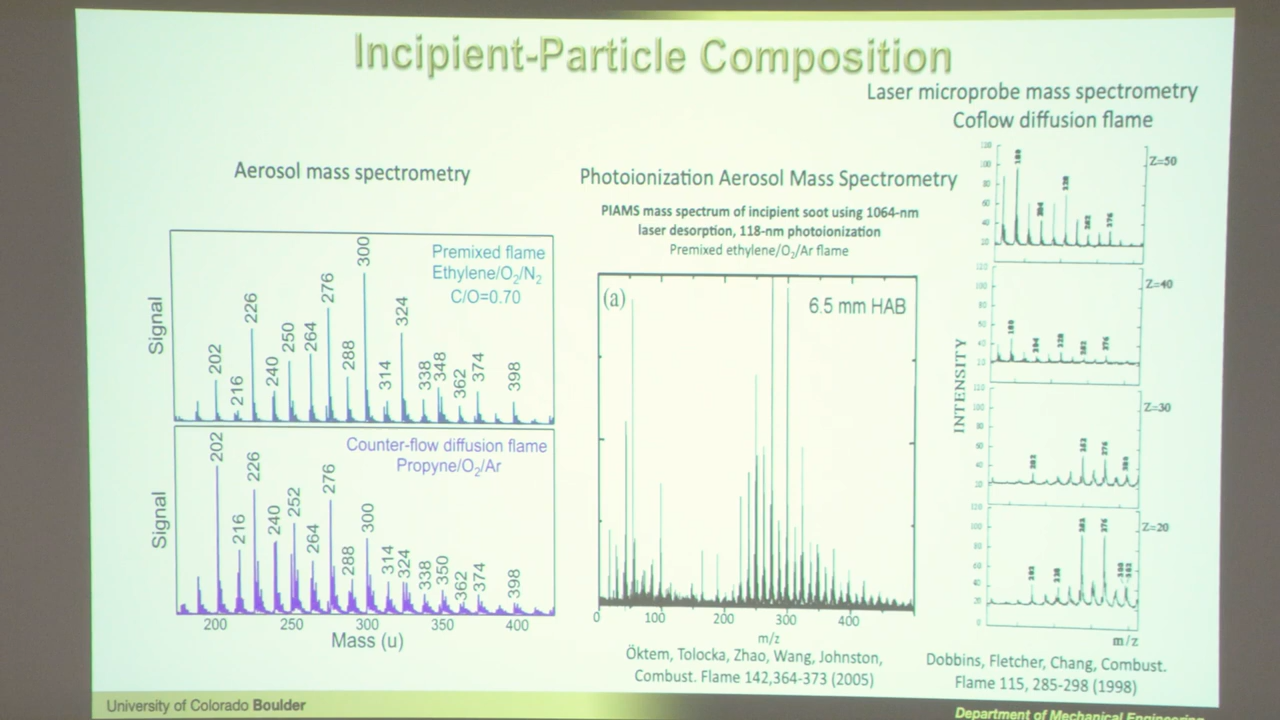 Incipient-Particle Composition
Laser microprobe mass spectrometry
Coflow diffusion flame
Aerosol mass spectrometry
Photoionization Aerosol Mass Spectrometry
PIAMS mass spectrum of incipient soot using 1064-nm
laser desorption, 118-nm photoionization
Premixed ethylene/O₂/Ar flame
Premixed flame
Ethylene/O₂/N₂
C/O=0.70
Signal
202
216
226
240
250
264
276
288
300
314
324
338
348
362
374
398
Counter-flow diffusion flame
Propyne/O₂/Ar
Signal
202
216
226
240
252
264
276
288
300
314
324
338
350
362
374
398
200 250 300 350 400
Mass (u)
(a)
6.5 mm HAB
0 100 200 300 400
m/z
Öktem, Tolocka, Zhao, Wang, Johnston,
Combust. Flame 142,364-373 (2005)
Z=50
Z=40
Z=30
Z=20
INTENSITY
m/z
Dobbins, Fletcher, Chang, Combust.
Flame 115, 285-298 (1998)
University of Colorado Boulder
Department of Mechanical Engineering